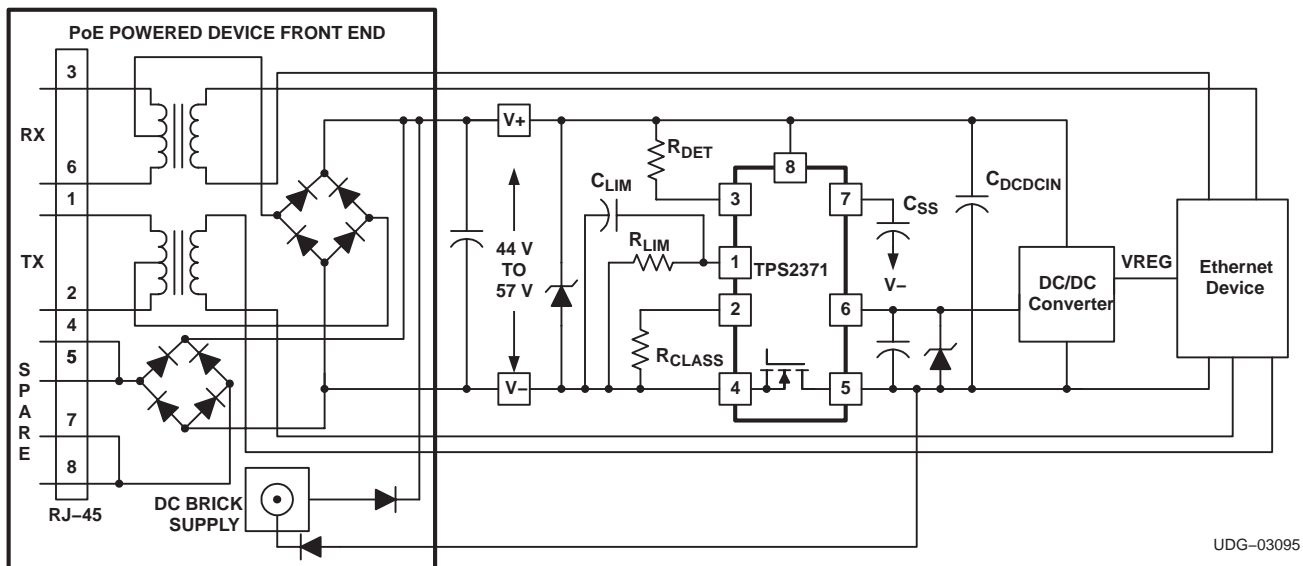 PoE POWERED DEVICE FRONT END
3
RX
6
1
TX
2
4
5
SPARE
7
8
RJ–45
DC BRICK
SUPPLY
V+
44 V
TO
57 V
V–
RDET
CLIM
RLIM
RCLASS
8
3
7
1
TPS2371
2
6
4
5
CSS
V–
CDCDCIN
DC/DC
Converter
VREG
Ethernet
Device
UDG–03095